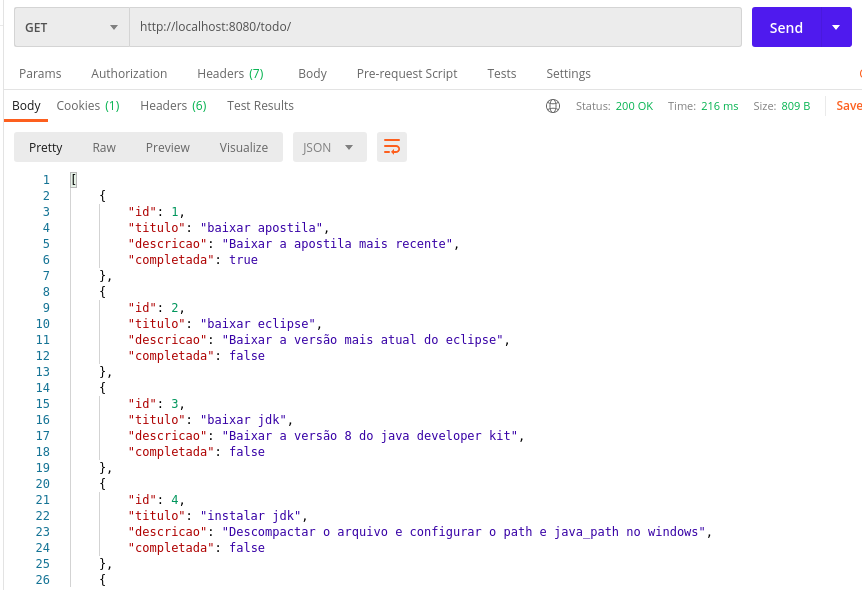 GET http://localhost:8080/todo/ Send
Params Authorization Headers (7) Body Pre-request Script Tests Settings
Body Cookies (1) Headers (6) Test Results Status: 200 OK Time: 216 ms Size: 809 B Save
Pretty Raw Preview Visualize JSON
1 [
2 {
3 "id": 1,
4 "titulo": "baixar apostila",
5 "descricao": "Baixar a apostila mais recente",
6 "completada": true
7 },
8 {
9 "id": 2,
10 "titulo": "baixar eclipse",
11 "descricao": "Baixar a versão mais atual do eclipse",
12 "completada": false
13 },
14 {
15 "id": 3,
16 "titulo": "baixar jdk",
17 "descricao": "Baixar a versão 8 do java developer kit",
18 "completada": false
19 },
20 {
21 "id": 4,
22 "titulo": "instalar jdk",
23 "descricao": "Descompactar o arquivo e configurar o path e java_path no windows",
24 "completada": false
25 },
26 {